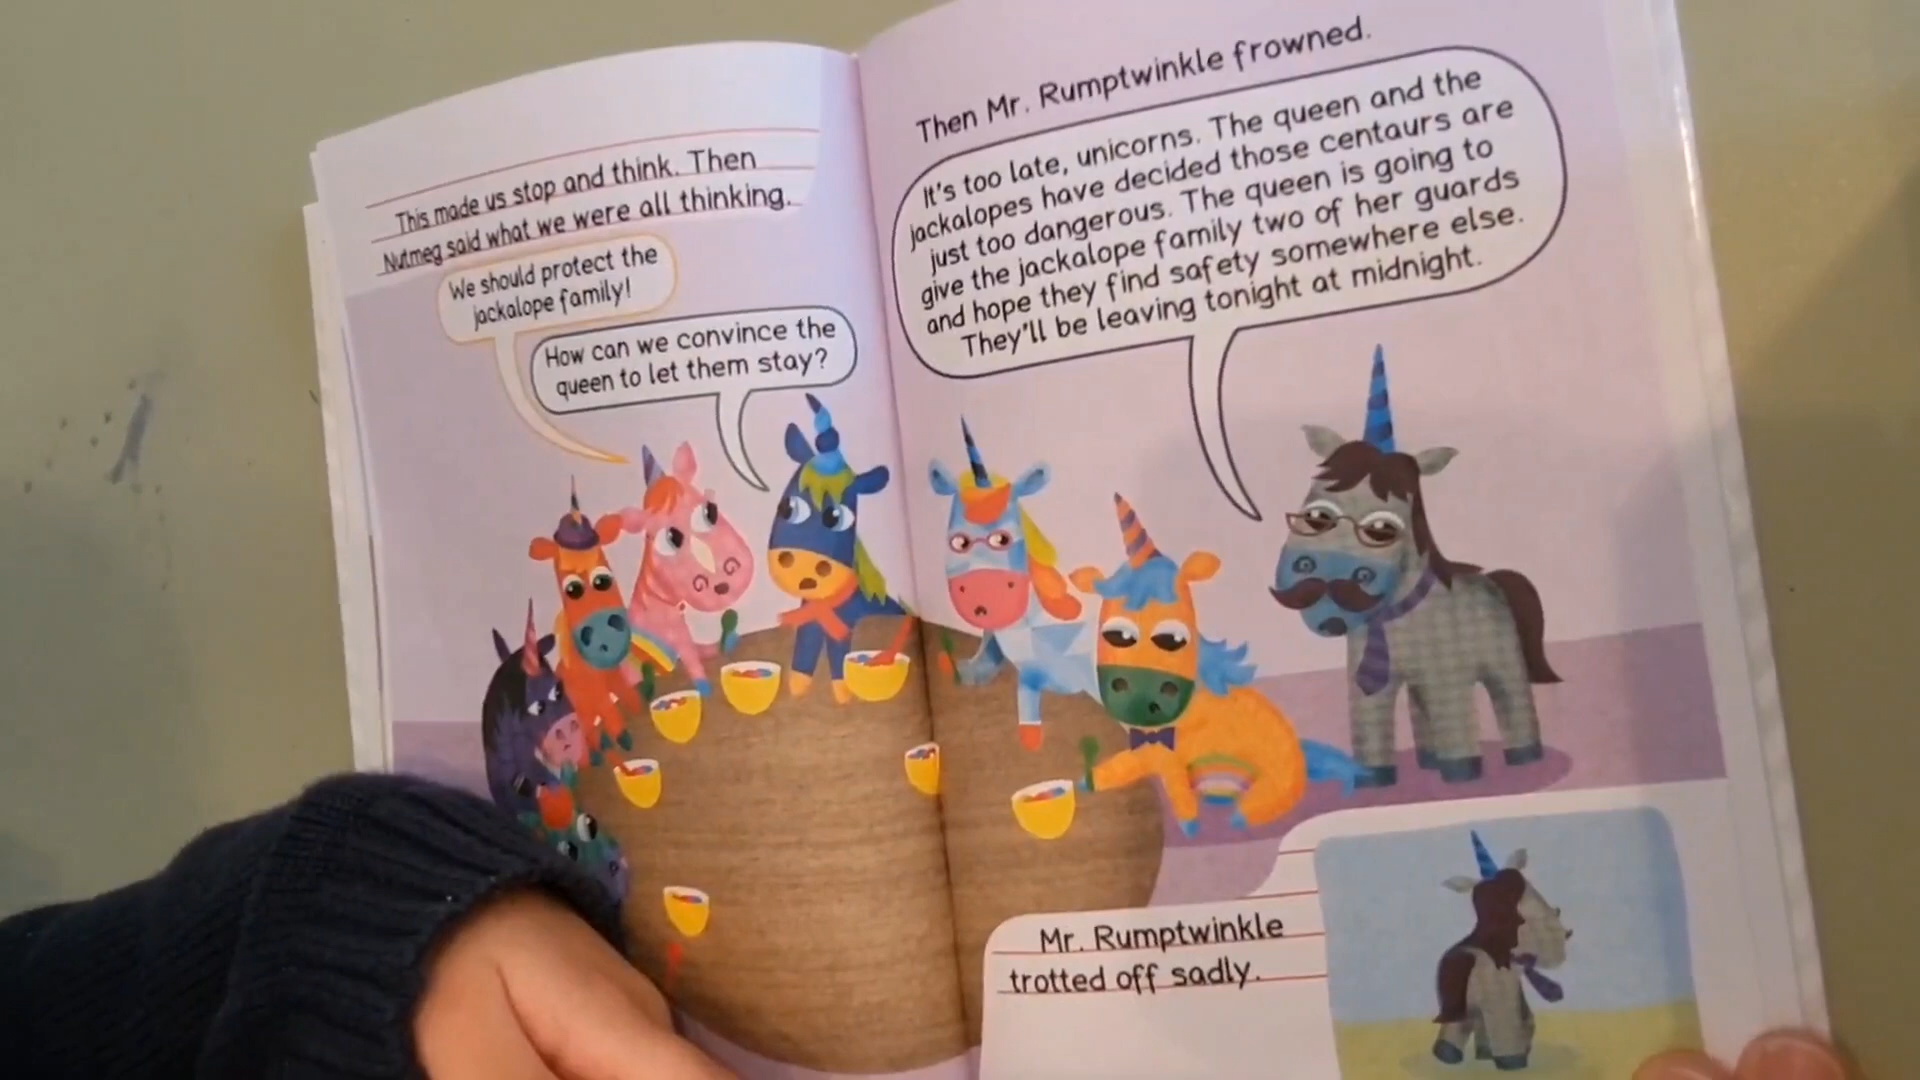 This made us stop and think. Then
Nutmeg said what we were all thinking.
We should protect the
jackalope family!
How can we convince the
queen to let them stay?
Then Mr. Rumptwinkle frowned.
It's too late, unicorns. The queen and the
jackalopes have decided those centaurs are
just too dangerous. The queen is going to
give the jackalope family two of her guards
and hope they find safety somewhere else.
They'll be leaving tonight at midnight.
Mr. Rumptwinkle
trotted off sadly.